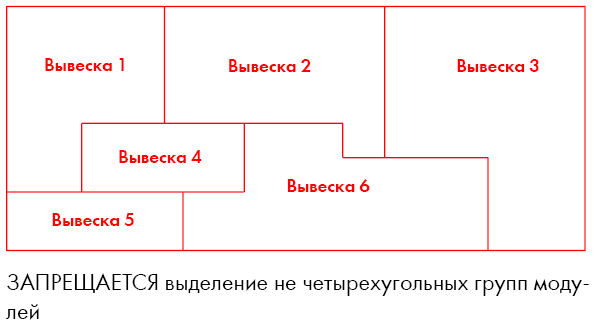 Вывеска 1
Вывеска 2
Вывеска 3
Вывеска 4
Вывеска 6
Вывеска 5
ЗАПРЕЩАЕТСЯ выделение не четырехугольных групп моду-
лей